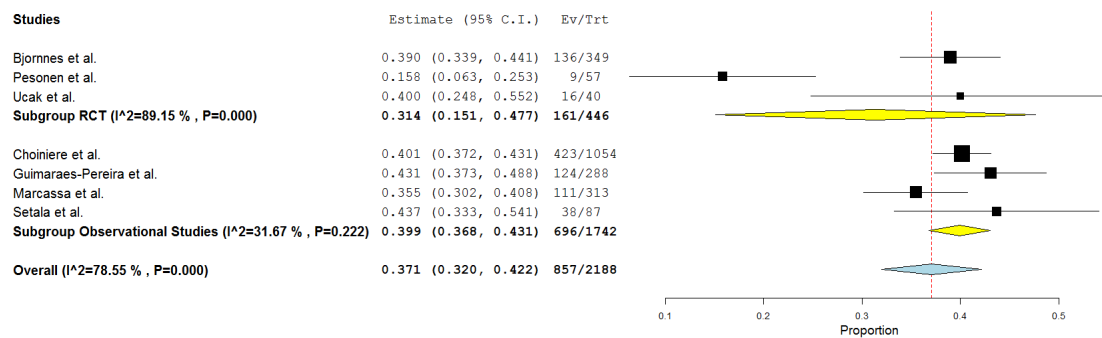 Studies Estimate (95% C.I.) Ev/Trt
Bjornnes et al. 0.390 (0.339, 0.441) 136/349
Pesonen et al. 0.158 (0.063, 0.253) 9/57
Ucak et al. 0.400 (0.248, 0.552) 16/40
Subgroup RCT (I^2=89.15 % , P=0.000) 0.314 (0.151, 0.477) 161/446
Choiniere et al. 0.401 (0.372, 0.431) 423/1054
Guimaraes-Pereira et al. 0.431 (0.373, 0.488) 124/288
Marcassa et al. 0.355 (0.302, 0.408) 111/313
Setala et al. 0.437 (0.333, 0.541) 38/87
Subgroup Observational Studies (I^2=31.67 % , P=0.222) 0.399 (0.368, 0.431) 696/1742
Overall (I^2=78.55 % , P=0.000) 0.371 (0.320, 0.422) 857/2188
0.1 0.2 0.3 0.4 0.5
Proportion